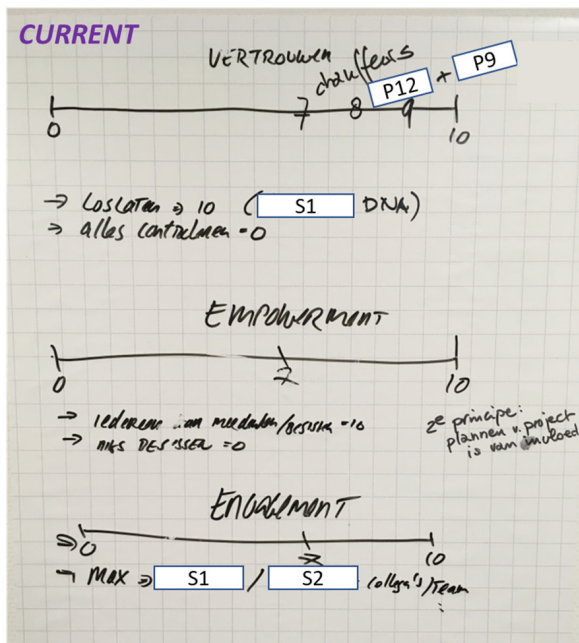 CURRENT
VERTROUWEN
chauffeurs P12 + P9
0 7 8 9 10
→ Loslaten → 10 ( S1 DNA)
→ alles controleren = 0
EMPOWERMENT
0 7 10
→ iedereen kan meedenken/beslissen = 10
→ niks BESLISSEN = 0
2e principe:
plannen v. project
is van invloed
ENGAGEMENT
0 7 10
→ Max → S1 / S2 collega's/Team